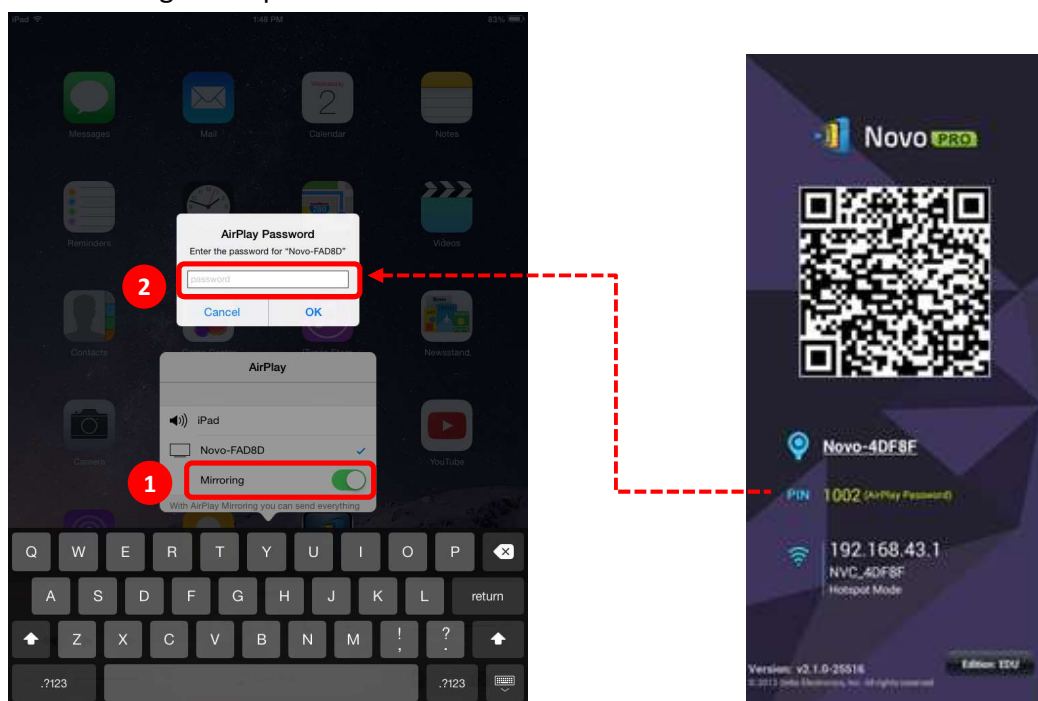 iPad
1:48 PM
83%
Messages
Mail
Wednesday
2
Calendar
Notes
Reminders
Videos
AirPlay Password
Enter the password for “Novo-FAD8D”
password
2
Cancel
OK
Contacts
Newsstand
AirPlay
iPad
Novo-FAD8D
Camera
YouTube
1
Mirroring
With AirPlay Mirroring you can send everything
Q W E R T Y U I O P
A S D F G H J K L return
Z X C V B N M ! , ? .
.?123 .?123
Novo PRO
Novo-4DF8F
PIN 1002 (AirPlay Password)
192.168.43.1
NVC_4DF8F
Hotspot Mode
Version: v2.1.0-25516
Edition: EDU